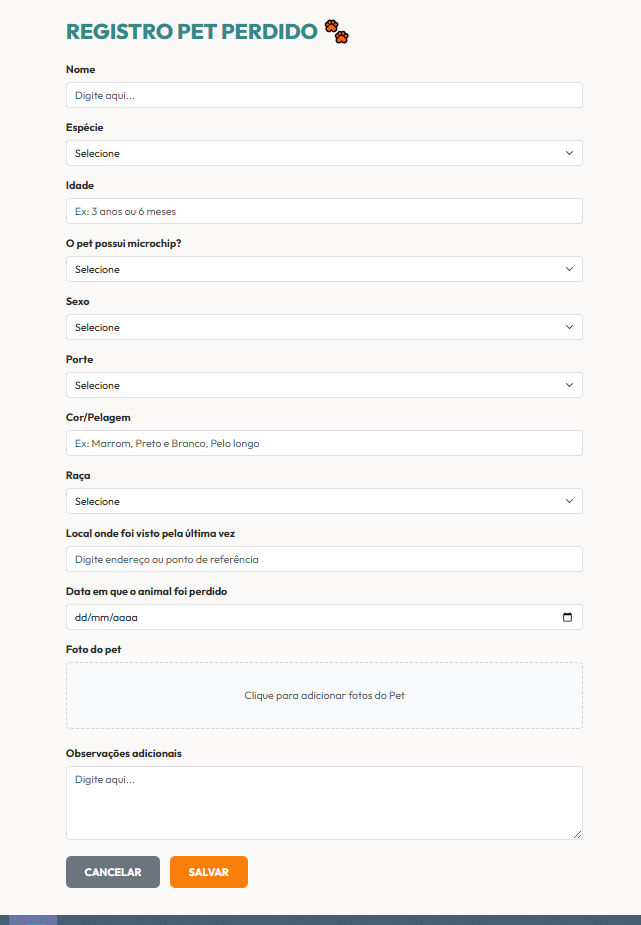 REGISTRO PET PERDIDO
Nome
Digite aqui...
Espécie
Selecione
Idade
Ex: 3 anos ou 6 meses
O pet possui microchip?
Selecione
Sexo
Selecione
Porte
Selecione
Cor/Pelagem
Ex: Marrom, Preto e Branco, Pelo longo
Raça
Selecione
Local onde foi visto pela última vez
Digite endereço ou ponto de referência
Data em que o animal foi perdido
dd/mm/aaaa
Foto do pet
Clique para adicionar fotos do Pet
Observações adicionais
Digite aqui...
CANCELAR SALVAR